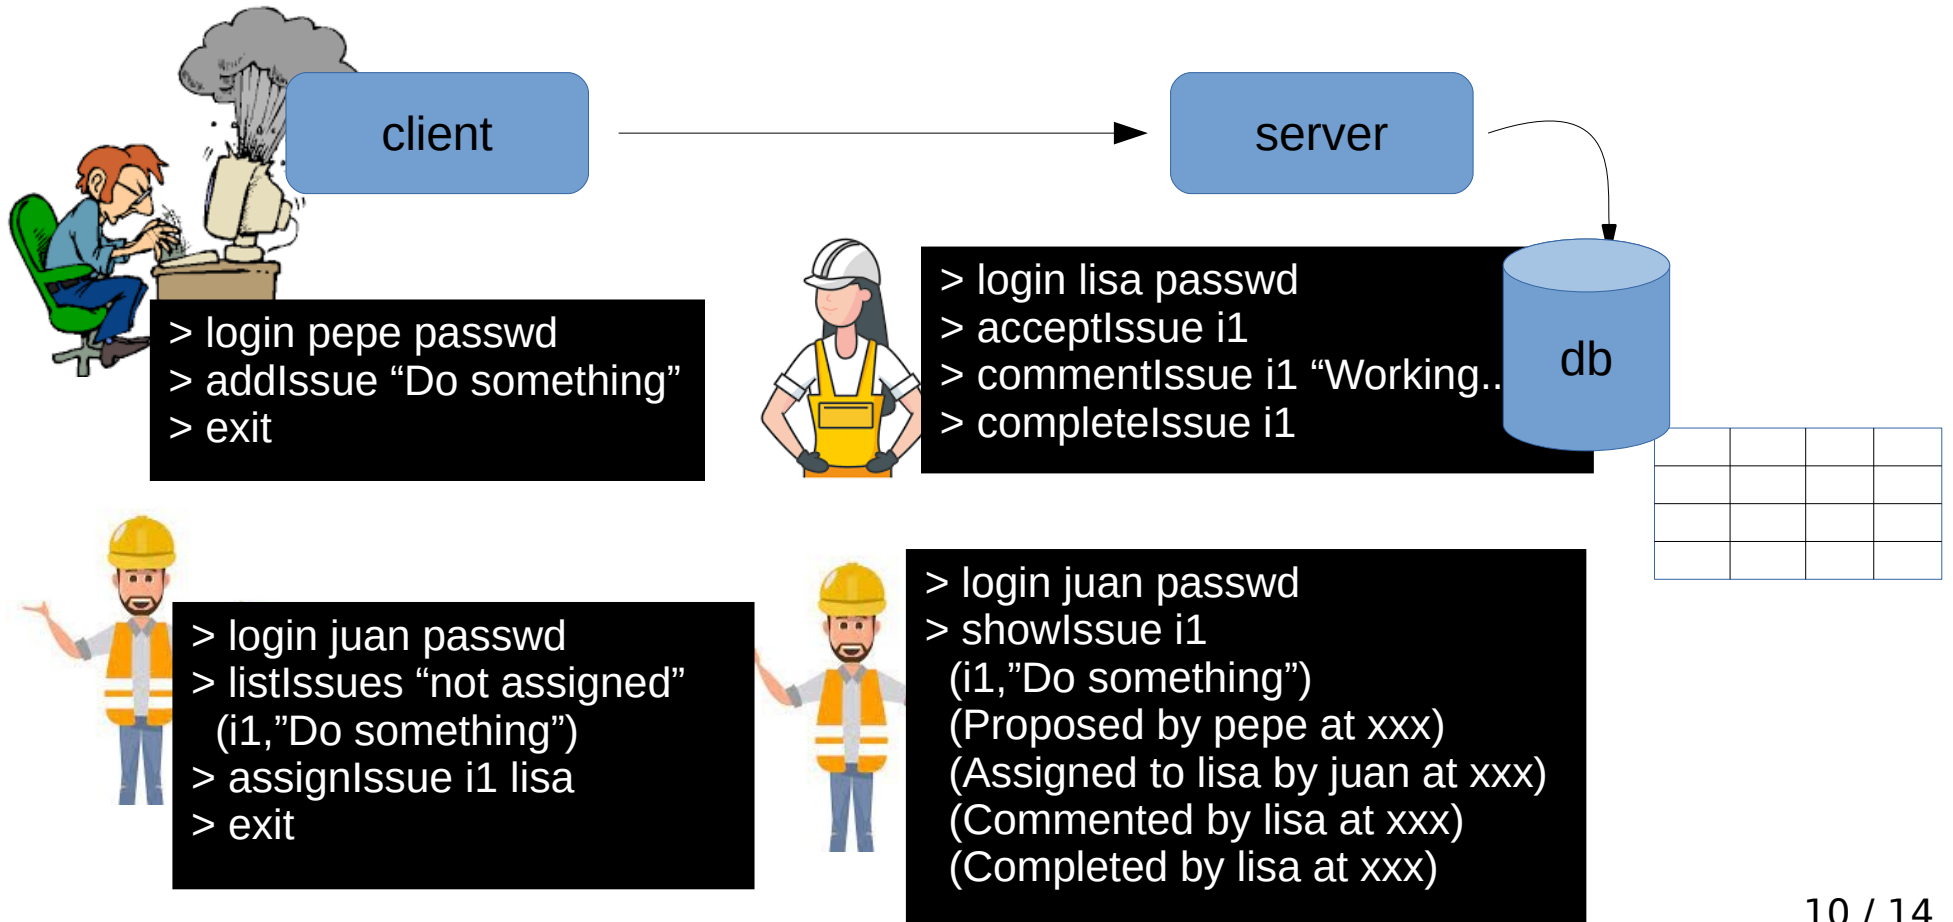 client
server
> login pepe passwd
> addIssue “Do something”
> exit
> login lisa passwd
> acceptIssue i1
> commentIssue i1 “Working..
> completeIssue i1
db
> login juan passwd
> listIssues “not assigned”
(i1,”Do something”)
> assignIssue i1 lisa
> exit
> login juan passwd
> showIssue i1
(i1,”Do something”)
(Proposed by pepe at xxx)
(Assigned to lisa by juan at xxx)
(Commented by lisa at xxx)
(Completed by lisa at xxx)
10 / 14